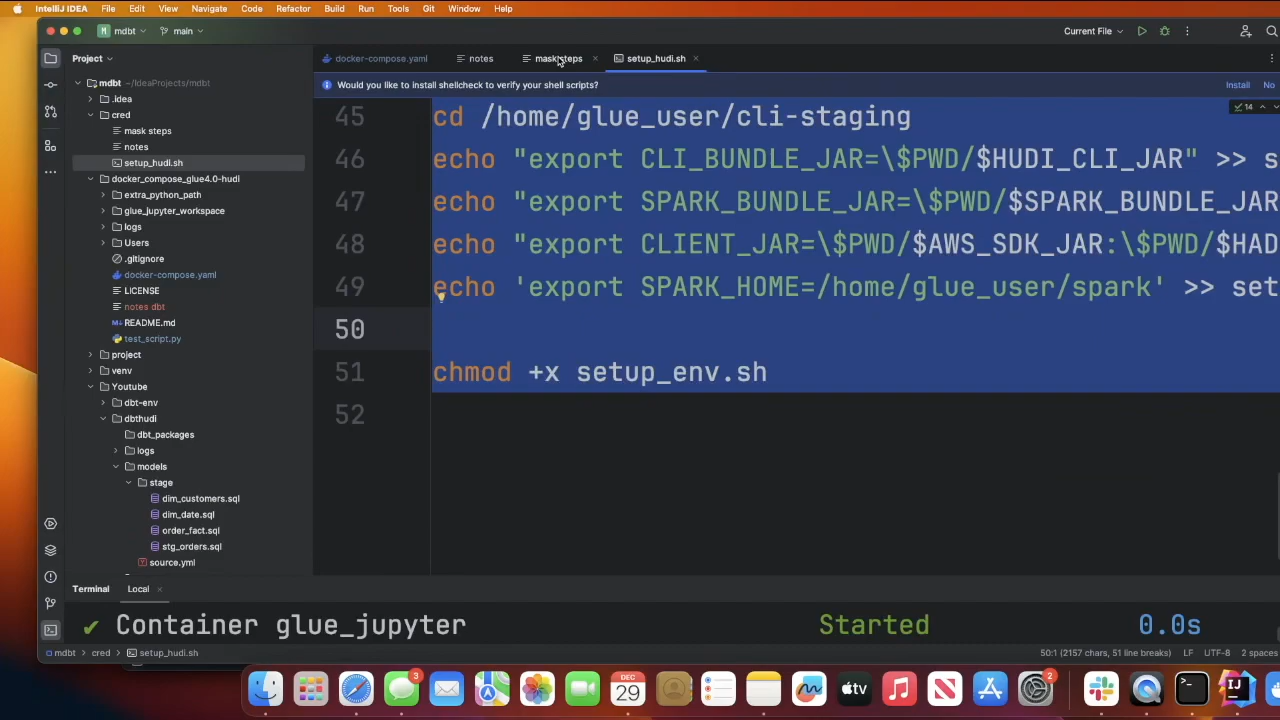 IntelliJ IDEA File Edit View Navigate Code Refactor Build Run Tools Git Window Help
mdbt main Current File
Project docker-compose.yaml notes mask steps setup_hudi.sh
Would you like to install shellcheck to verify your shell scripts? Install No
mdbt ~/IdeaProjects/mdbt
.idea
cred
mask steps
notes
setup_hudi.sh
docker_compose_glue4.0-hudi
extra_python_path
glue_jupyter_workspace
logs
Users
.gitignore
docker-compose.yaml
LICENSE
notes dbt
README.md
test_script.py
project
venv
Youtube
dbt-env
dbthudi
dbt_packages
logs
models
stage
dim_customers.sql
dim_date.sql
order_fact.sql
stg_orders.sql
source.yml
14
45 cd /home/glue_user/cli-staging
46 echo "export CLI_BUNDLE_JAR=\$PWD/$HUDI_CLI_JAR" >> s
47 echo "export SPARK_BUNDLE_JAR=\$PWD/$SPARK_BUNDLE_JAR
48 echo "export CLIENT_JAR=\$PWD/$AWS_SDK_JAR:\$PWD/$HAD
49 echo 'export SPARK_HOME=/home/glue_user/spark' >> set
50
51 chmod +x setup_env.sh
52
Terminal Local
✔ Container glue_jupyter Started 0.0s
mdbt cred setup_hudi.sh 50:1 (2157 chars, 51 line breaks) LF UTF-8 2 spaces
3
DEC
29
tv
2
IJ